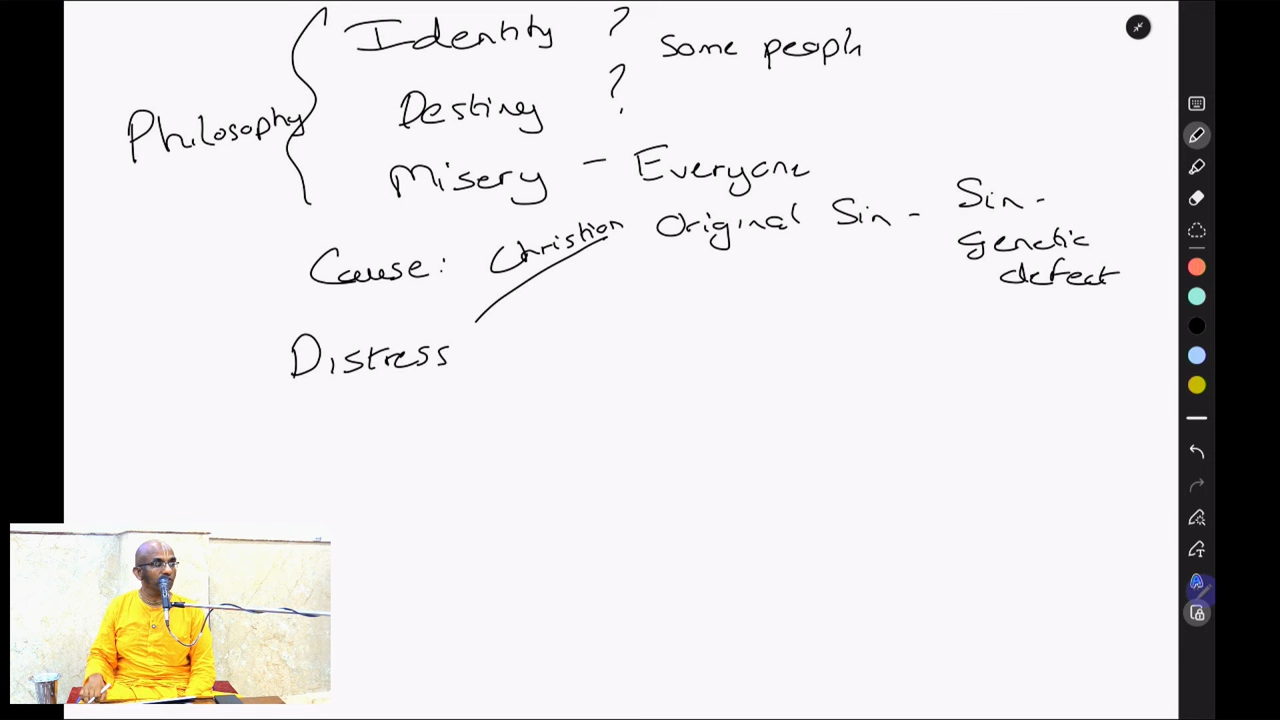 Identity ?
Some people
Philosophy
Destiny ?
Misery - Everyone
Cause: Christian Original Sin - Sin -
genetic
defect
Distress